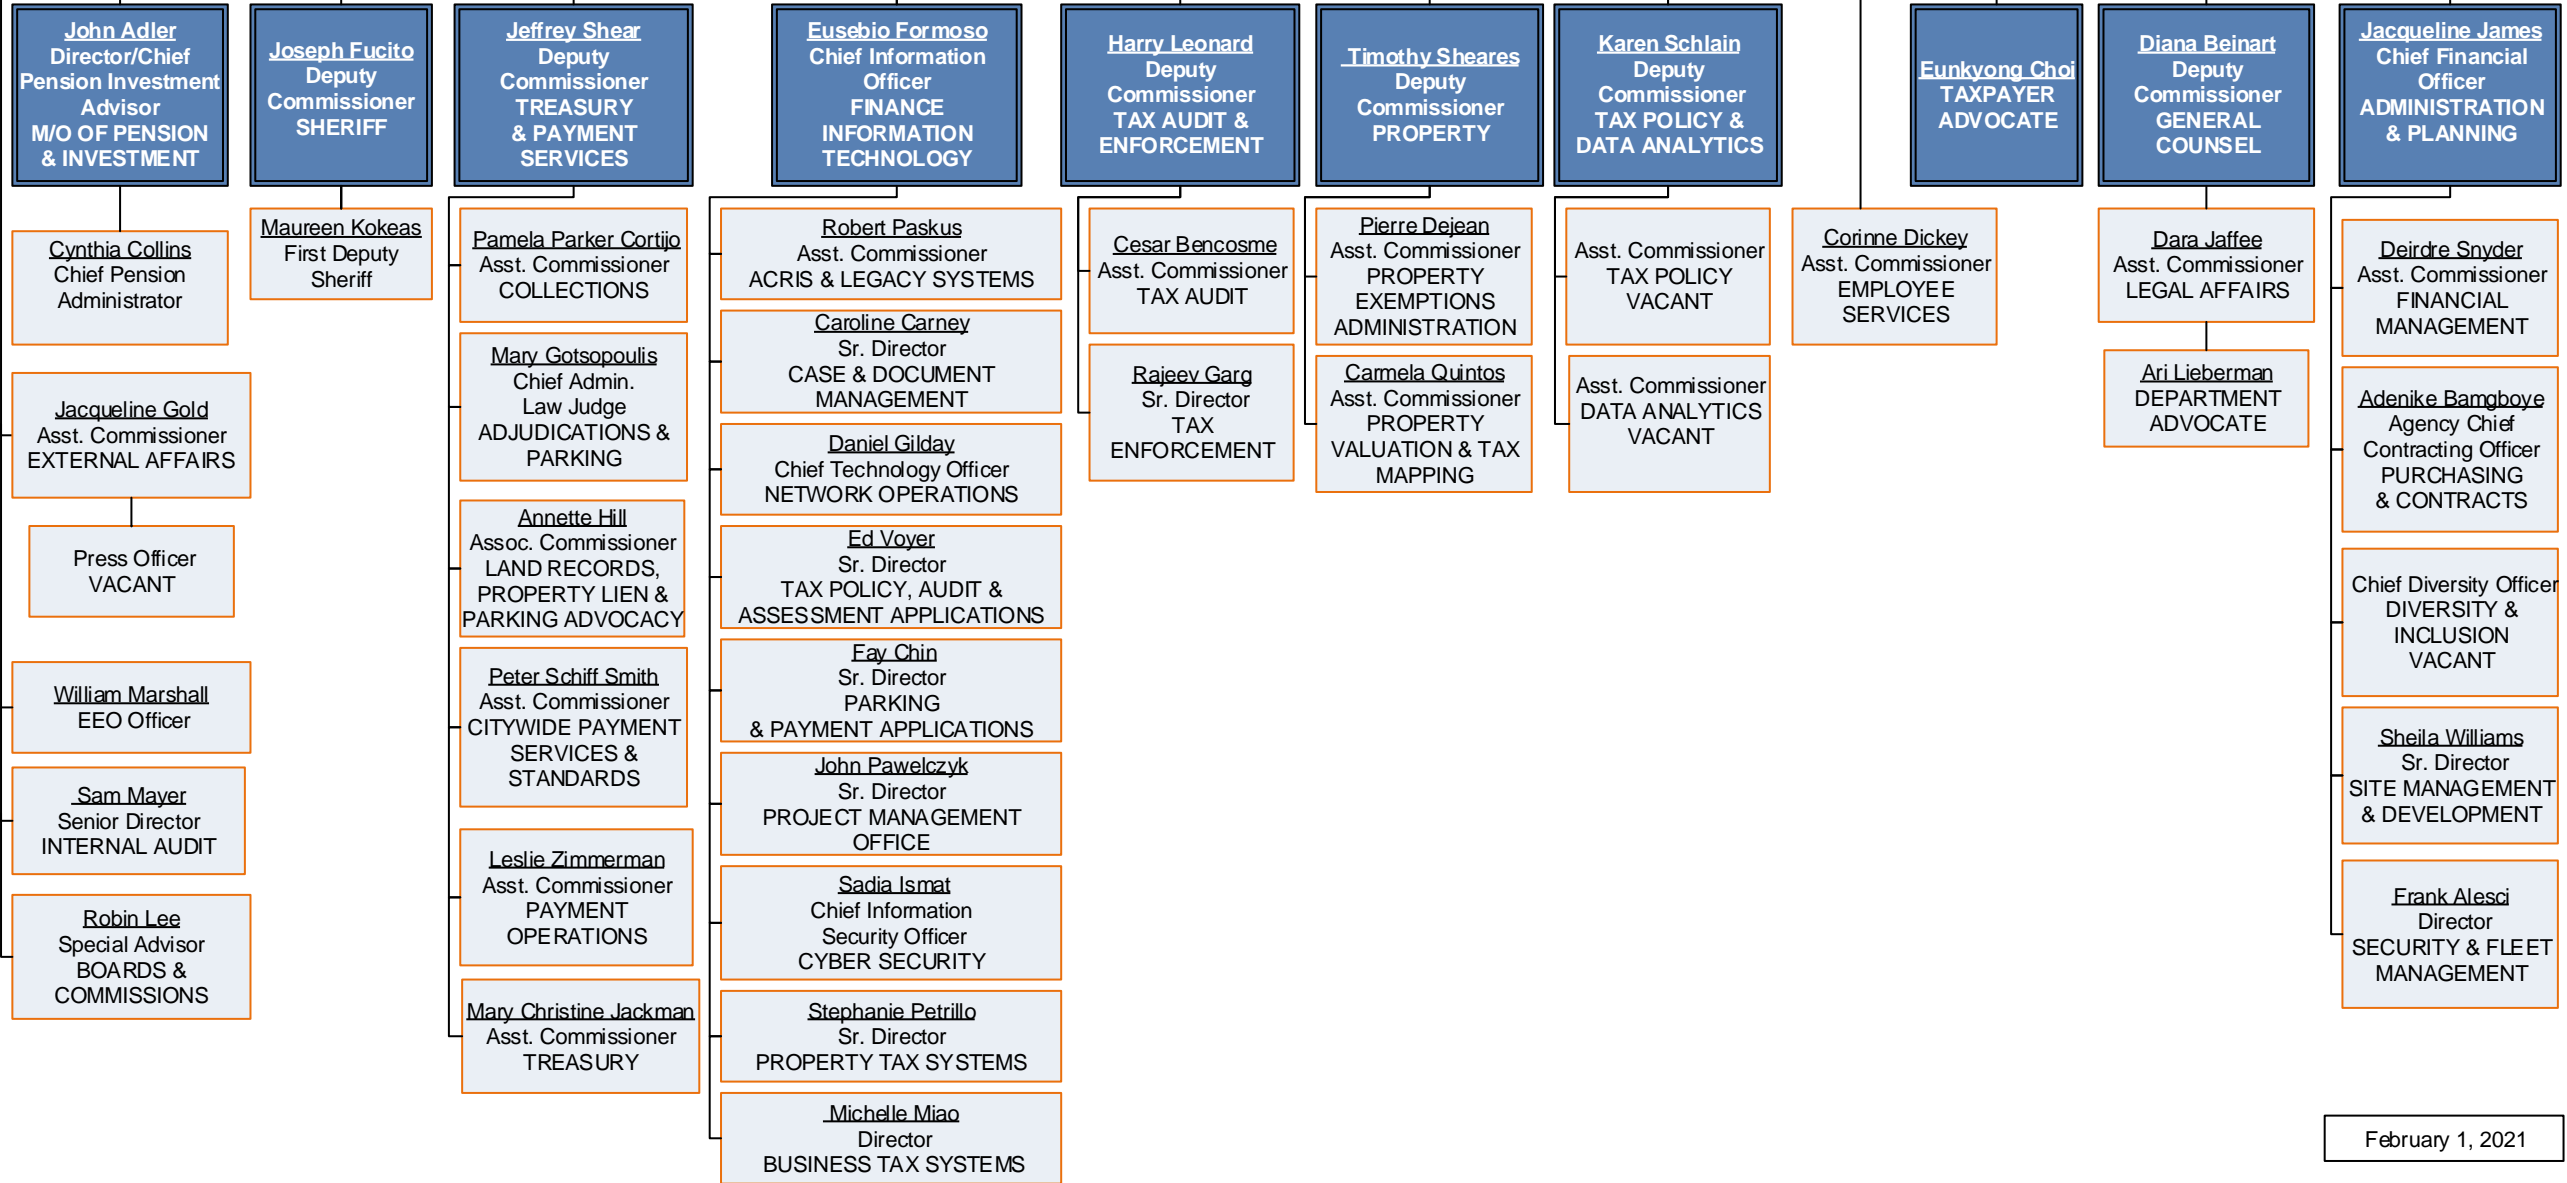 John Adler
Director/Chief
Pension Investment
Advisor
M/O OF PENSION
& INVESTMENT
Cynthia Collins
Chief Pension
Administrator
Jacqueline Gold
Asst. Commissioner
EXTERNAL AFFAIRS
Press Officer
VACANT
William Marshall
EEO Officer
Sam Mayer
Senior Director
INTERNAL AUDIT
Robin Lee
Special Advisor
BOARDS &
COMMISSIONS
Joseph Fucito
Deputy
Commissioner
SHERIFF
Maureen Kokeas
First Deputy
Sheriff
Jeffrey Shear
Deputy
Commissioner
TREASURY
& PAYMENT
SERVICES
Pamela Parker Cortijo
Asst. Commissioner
COLLECTIONS
Mary Gotsopoulis
Chief Admin.
Law Judge
ADJUDICATIONS &
PARKING
Annette Hill
Assoc. Commissioner
LAND RECORDS,
PROPERTY LIEN &
PARKING ADVOCACY
Peter Schiff Smith
Asst. Commissioner
CITYWIDE PAYMENT
SERVICES &
STANDARDS
Leslie Zimmerman
Asst. Commissioner
PAYMENT
OPERATIONS
Mary Christine Jackman
Asst. Commissioner
TREASURY
Eusebio Formoso
Chief Information
Officer
FINANCE
INFORMATION
TECHNOLOGY
Robert Paskus
Asst. Commissioner
ACRIS & LEGACY SYSTEMS
Caroline Carney
Sr. Director
CASE & DOCUMENT
MANAGEMENT
Daniel Gilday
Chief Technology Officer
NETWORK OPERATIONS
Ed Voyer
Sr. Director
TAX POLICY, AUDIT &
ASSESSMENT APPLICATIONS
Fay Chin
Sr. Director
PARKING
& PAYMENT APPLICATIONS
John Pawelczyk
Sr. Director
PROJECT MANAGEMENT
OFFICE
Sadia Ismat
Chief Information
Security Officer
CYBER SECURITY
Stephanie Petrillo
Sr. Director
PROPERTY TAX SYSTEMS
Michelle Miao
Director
BUSINESS TAX SYSTEMS
Harry Leonard
Deputy
Commissioner
TAX AUDIT &
ENFORCEMENT
Cesar Bencosme
Asst. Commissioner
TAX AUDIT
Rajeev Garg
Sr. Director
TAX
ENFORCEMENT
Timothy Sheares
Deputy
Commissioner
PROPERTY
Pierre Dejean
Asst. Commissioner
PROPERTY
EXEMPTIONS
ADMINISTRATION
Carmela Quintos
Asst. Commissioner
PROPERTY
VALUATION & TAX
MAPPING
Karen Schlain
Deputy
Commissioner
TAX POLICY &
DATA ANALYTICS
Asst. Commissioner
TAX POLICY
VACANT
Asst. Commissioner
DATA ANALYTICS
VACANT
Corinne Dickey
Asst. Commissioner
EMPLOYEE
SERVICES
Eunkyong Choi
TAXPAYER
ADVOCATE
Diana Beinart
Deputy
Commissioner
GENERAL
COUNSEL
Dara Jaffee
Asst. Commissioner
LEGAL AFFAIRS
Ari Lieberman
DEPARTMENT
ADVOCATE
Jacqueline James
Chief Financial
Officer
ADMINISTRATION
& PLANNING
Deirdre Snyder
Asst. Commissioner
FINANCIAL
MANAGEMENT
Adenike Bamgboye
Agency Chief
Contracting Officer
PURCHASING
& CONTRACTS
Chief Diversity Officer
DIVERSITY &
INCLUSION
VACANT
Sheila Williams
Sr. Director
SITE MANAGEMENT
& DEVELOPMENT
Frank Alesci
Director
SECURITY & FLEET
MANAGEMENT
February 1, 2021